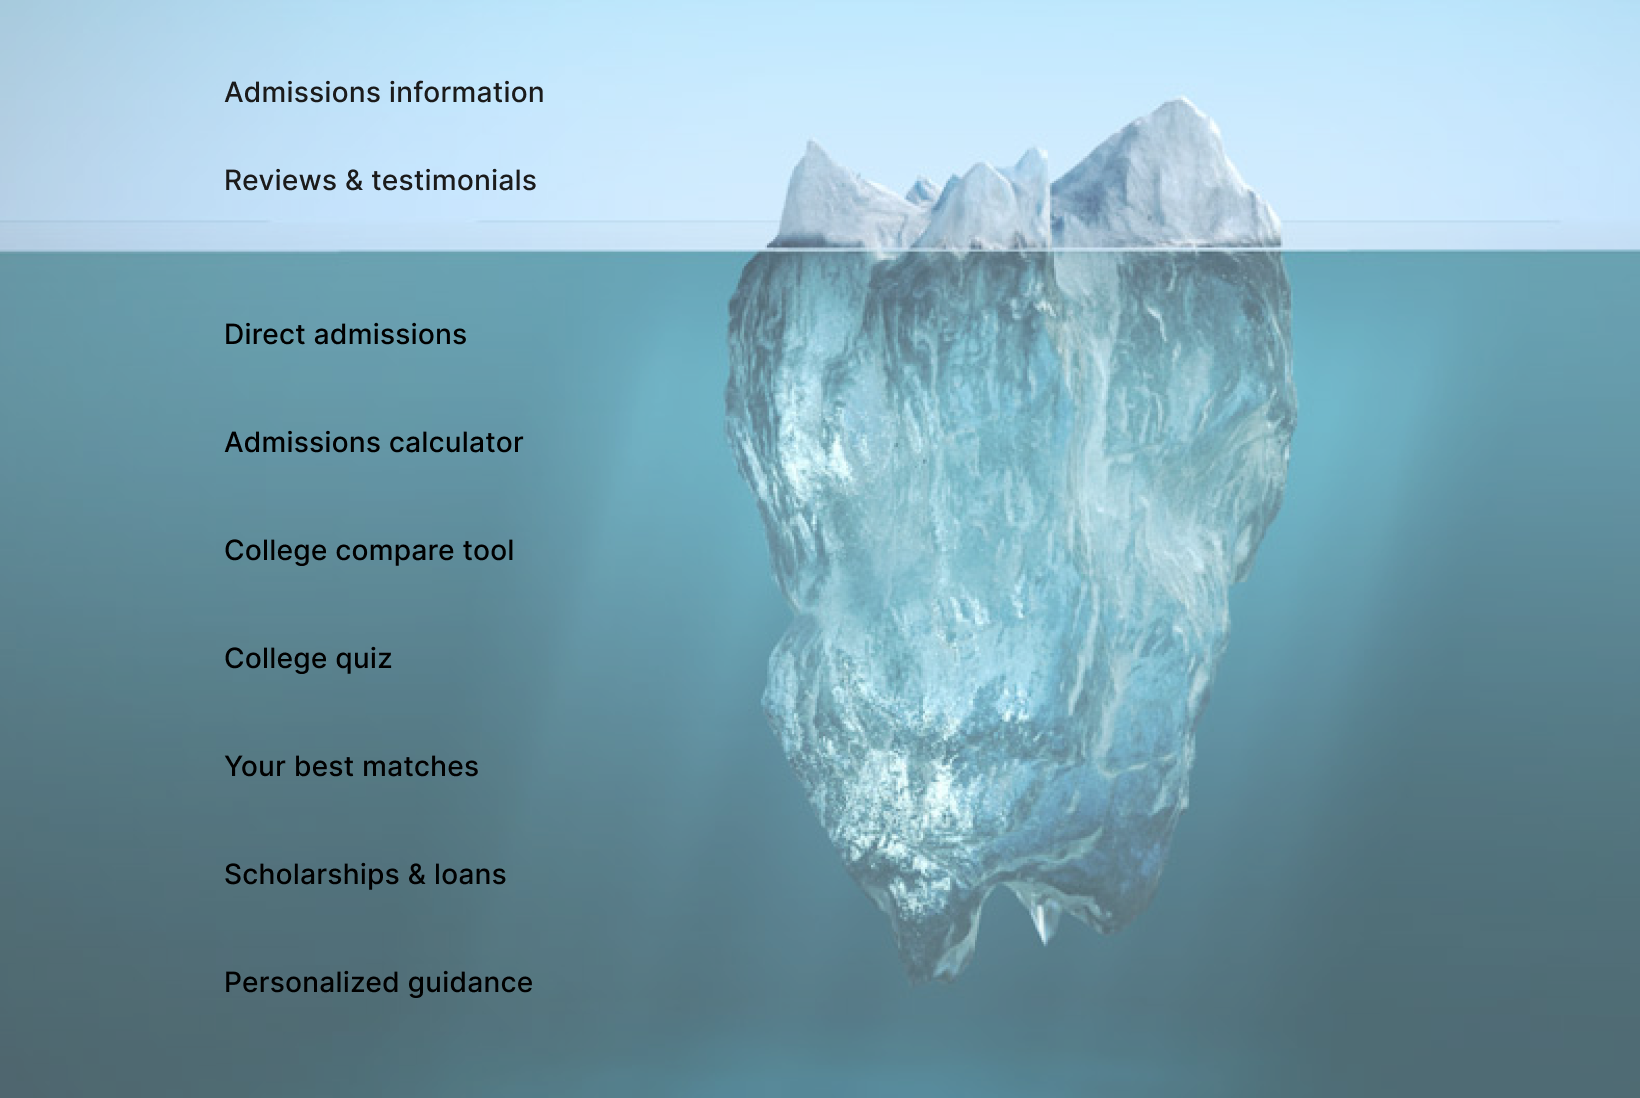 Admissions information
Reviews & testimonials
Direct admissions
Admissions calculator
College compare tool
College quiz
Your best matches
Scholarships & loans
Personalized guidance